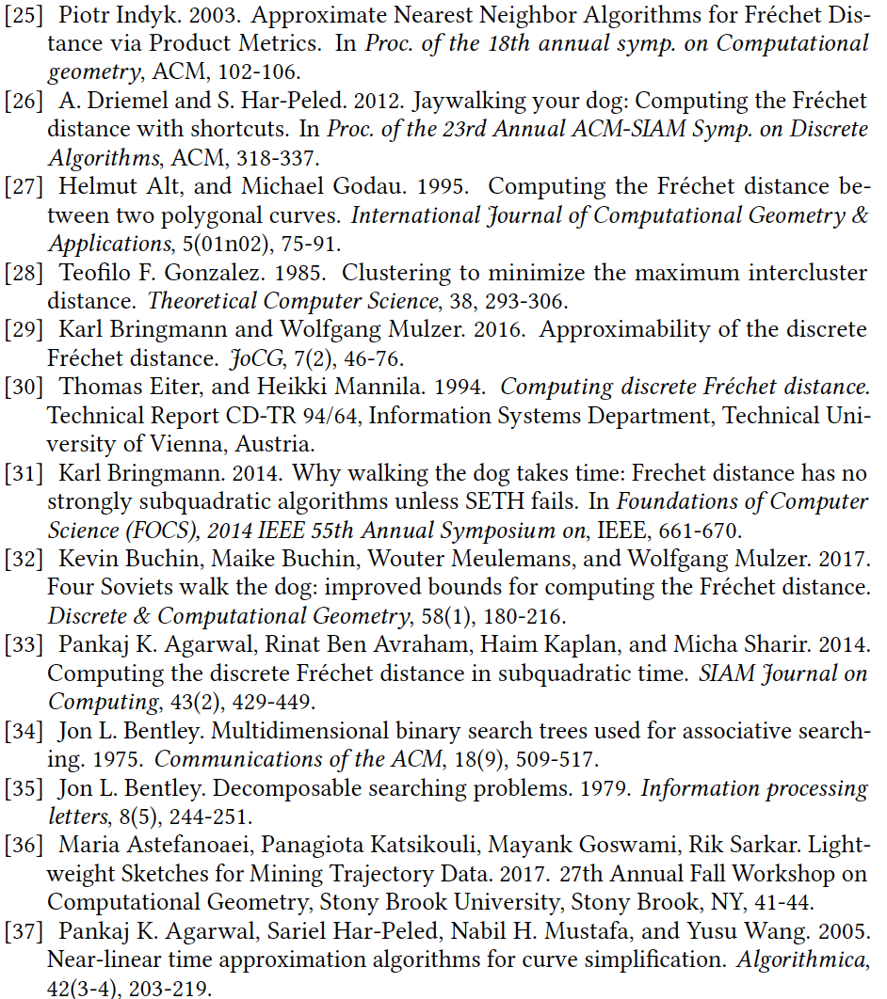 [25] Piotr Indyk. 2003. Approximate Nearest Neighbor Algorithms for Fréchet Dis-
tance via Product Metrics. In Proc. of the 18th annual symp. on Computational
geometry, ACM, 102-106.
[26] A. Driemel and S. Har-Peled. 2012. Jaywalking your dog: Computing the Fréchet
distance with shortcuts. In Proc. of the 23rd Annual ACM-SIAM Symp. on Discrete
Algorithms, ACM, 318-337.
[27] Helmut Alt, and Michael Godau. 1995. Computing the Fréchet distance be-
tween two polygonal curves. International Journal of Computational Geometry &
Applications, 5(01n02), 75-91.
[28] Teofilo F. Gonzalez. 1985. Clustering to minimize the maximum intercluster
distance. Theoretical Computer Science, 38, 293-306.
[29] Karl Bringmann and Wolfgang Mulzer. 2016. Approximability of the discrete
Fréchet distance. JoCG, 7(2), 46-76.
[30] Thomas Eiter, and Heikki Mannila. 1994. Computing discrete Fréchet distance.
Technical Report CD-TR 94/64, Information Systems Department, Technical Uni-
versity of Vienna, Austria.
[31] Karl Bringmann. 2014. Why walking the dog takes time: Frechet distance has no
strongly subquadratic algorithms unless SETH fails. In Foundations of Computer
Science (FOCS), 2014 IEEE 55th Annual Symposium on, IEEE, 661-670.
[32] Kevin Buchin, Maike Buchin, Wouter Meulemans, and Wolfgang Mulzer. 2017.
Four Soviets walk the dog: improved bounds for computing the Fréchet distance.
Discrete & Computational Geometry, 58(1), 180-216.
[33] Pankaj K. Agarwal, Rinat Ben Avraham, Haim Kaplan, and Micha Sharir. 2014.
Computing the discrete Fréchet distance in subquadratic time. SIAM Journal on
Computing, 43(2), 429-449.
[34] Jon L. Bentley. Multidimensional binary search trees used for associative search-
ing. 1975. Communications of the ACM, 18(9), 509-517.
[35] Jon L. Bentley. Decomposable searching problems. 1979. Information processing
letters, 8(5), 244-251.
[36] Maria Astefanoaei, Panagiota Katsikouli, Mayank Goswami, Rik Sarkar. Light-
weight Sketches for Mining Trajectory Data. 2017. 27th Annual Fall Workshop on
Computational Geometry, Stony Brook University, Stony Brook, NY, 41-44.
[37] Pankaj K. Agarwal, Sariel Har-Peled, Nabil H. Mustafa, and Yusu Wang. 2005.
Near-linear time approximation algorithms for curve simplification. Algorithmica,
42(3-4), 203-219.